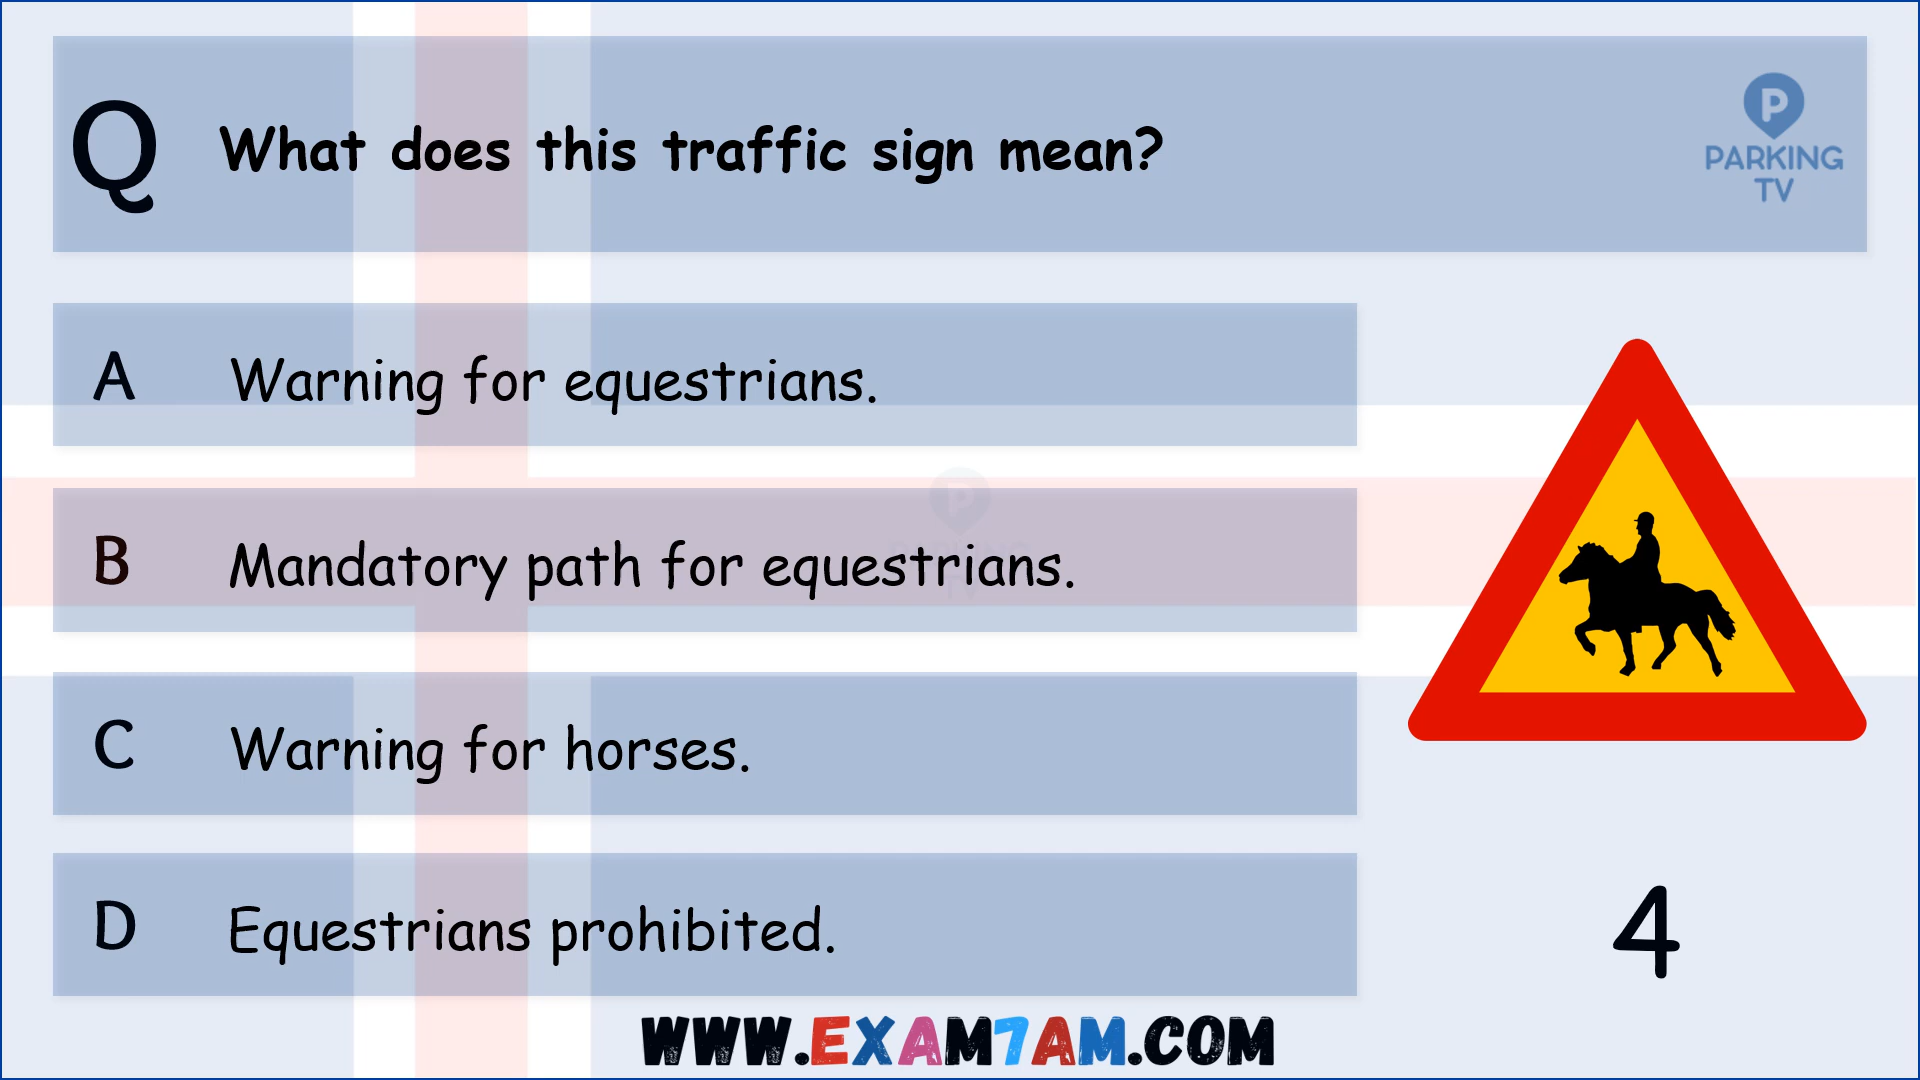 Q What does this traffic sign mean?
P
PARKING
TV
A Warning for equestrians.
B Mandatory path for equestrians.
C Warning for horses.
D Equestrians prohibited.
4
WWW.EXAM7AM.COM